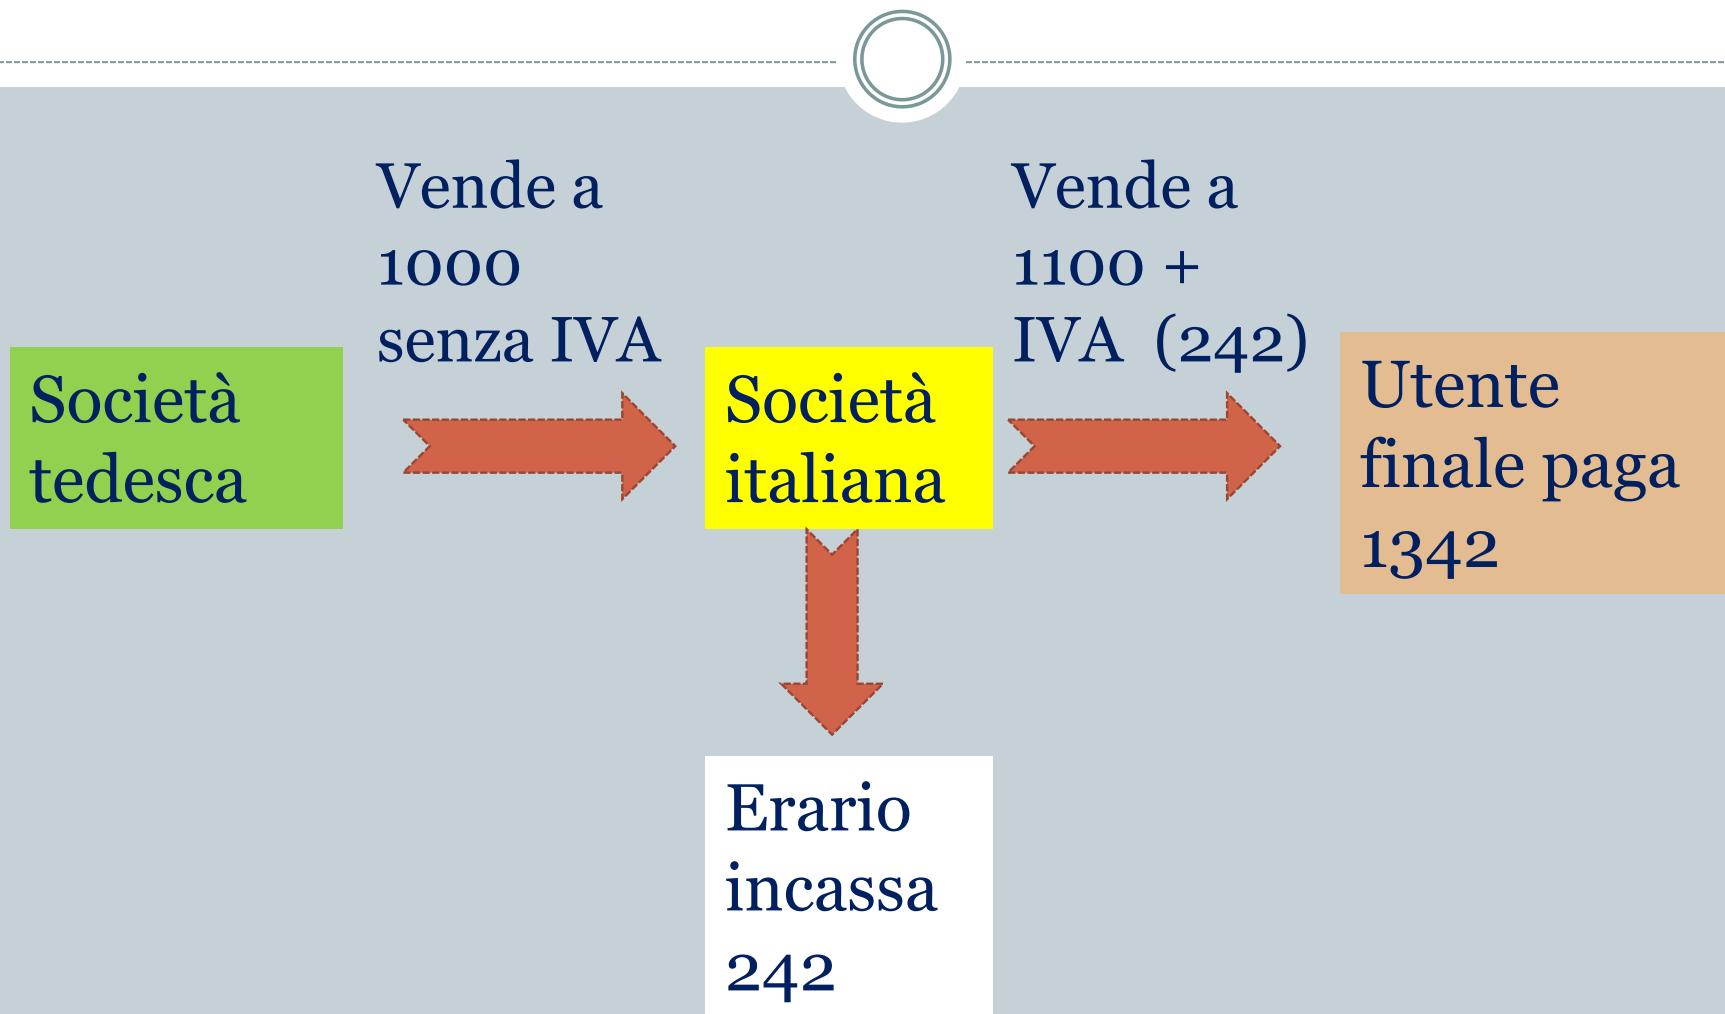 Vende a
1000
senza IVA
Vende a
1100 +
IVA (242)
Società
tedesca
Società
italiana
Utente
finale paga
1342
Erario
incassa
242